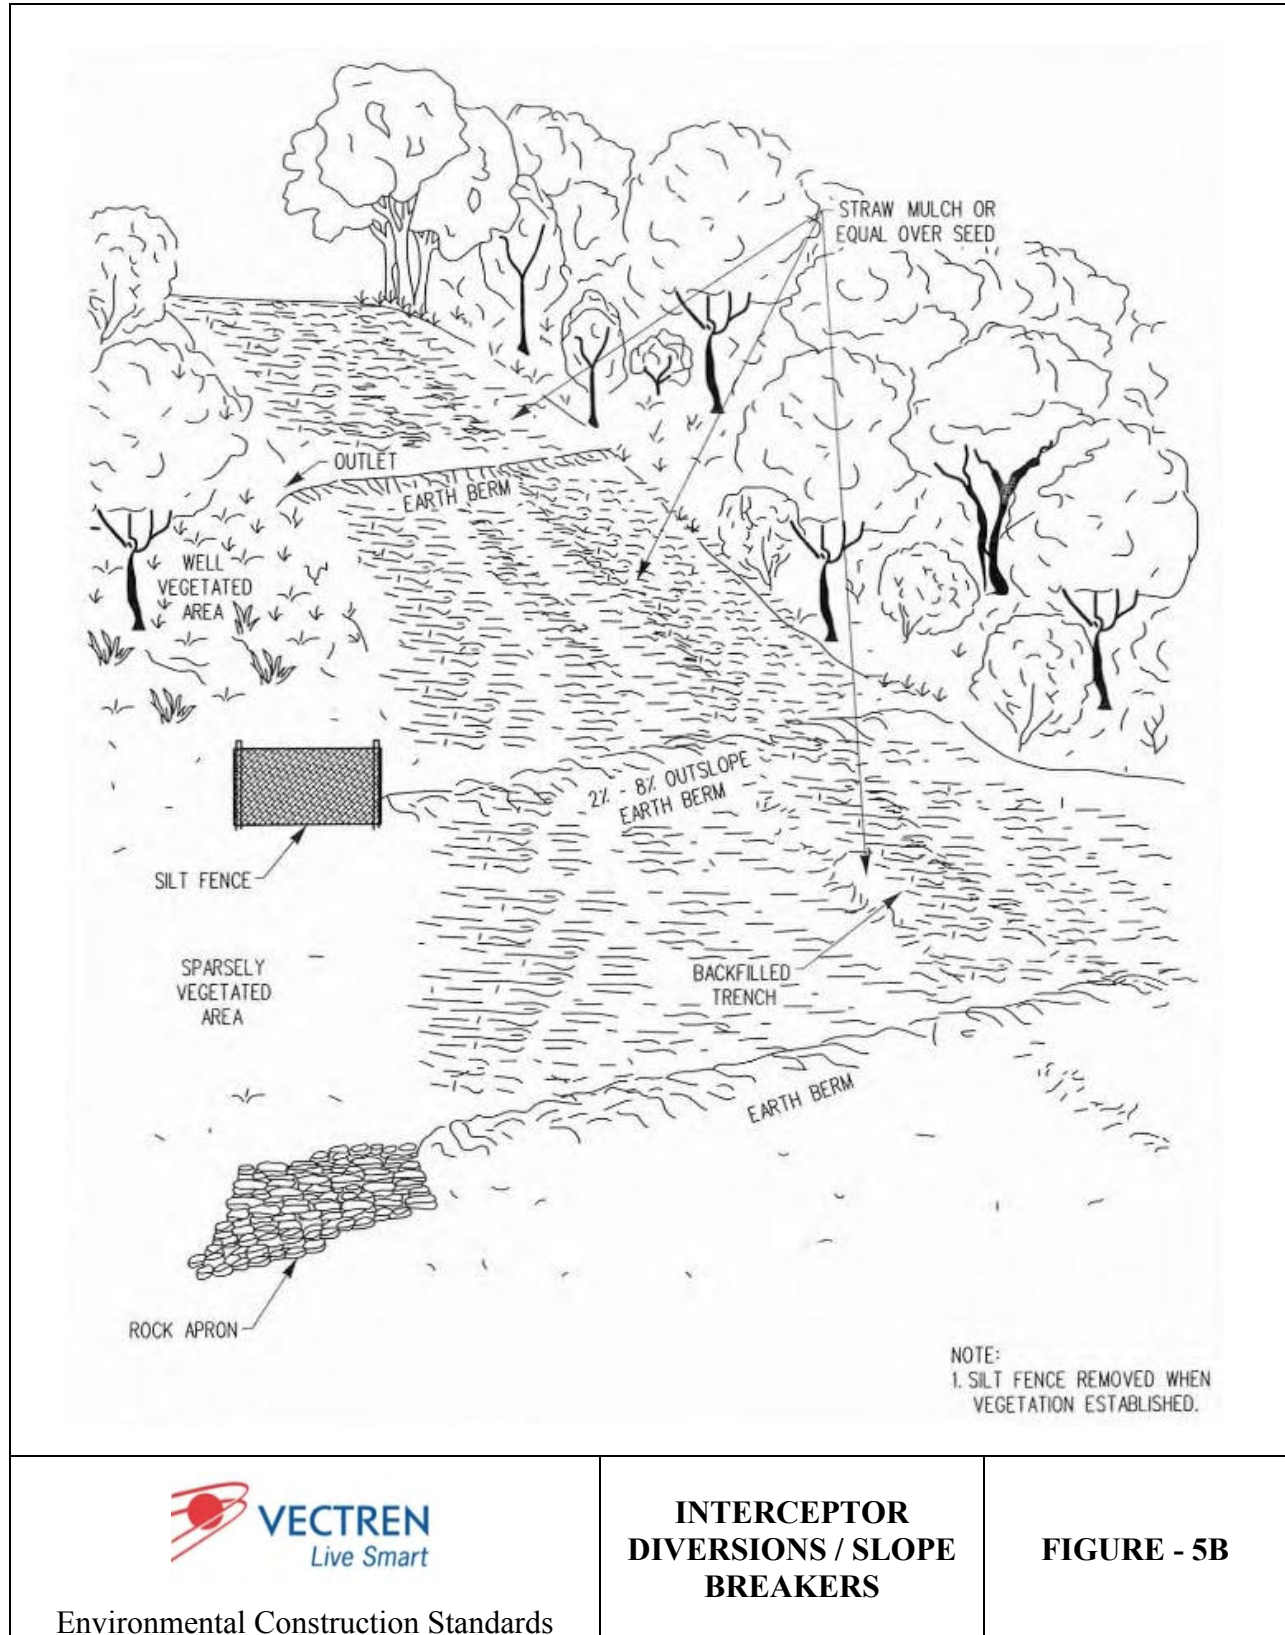 STRAW MULCH OR
EQUAL OVER SEED
OUTLET
EARTH BERM
WELL
VEGETATED
AREA
2% - 8% OUTSLOPE
EARTH BERM
SILT FENCE
SPARSELY
VEGETATED
AREA
BACKFILLED
TRENCH
EARTH BERM
ROCK APRON
NOTE:
1. SILT FENCE REMOVED WHEN
VEGETATION ESTABLISHED.
VECTREN
Live Smart
Environmental Construction Standards
INTERCEPTOR
DIVERSIONS / SLOPE
BREAKERS
FIGURE - 5B